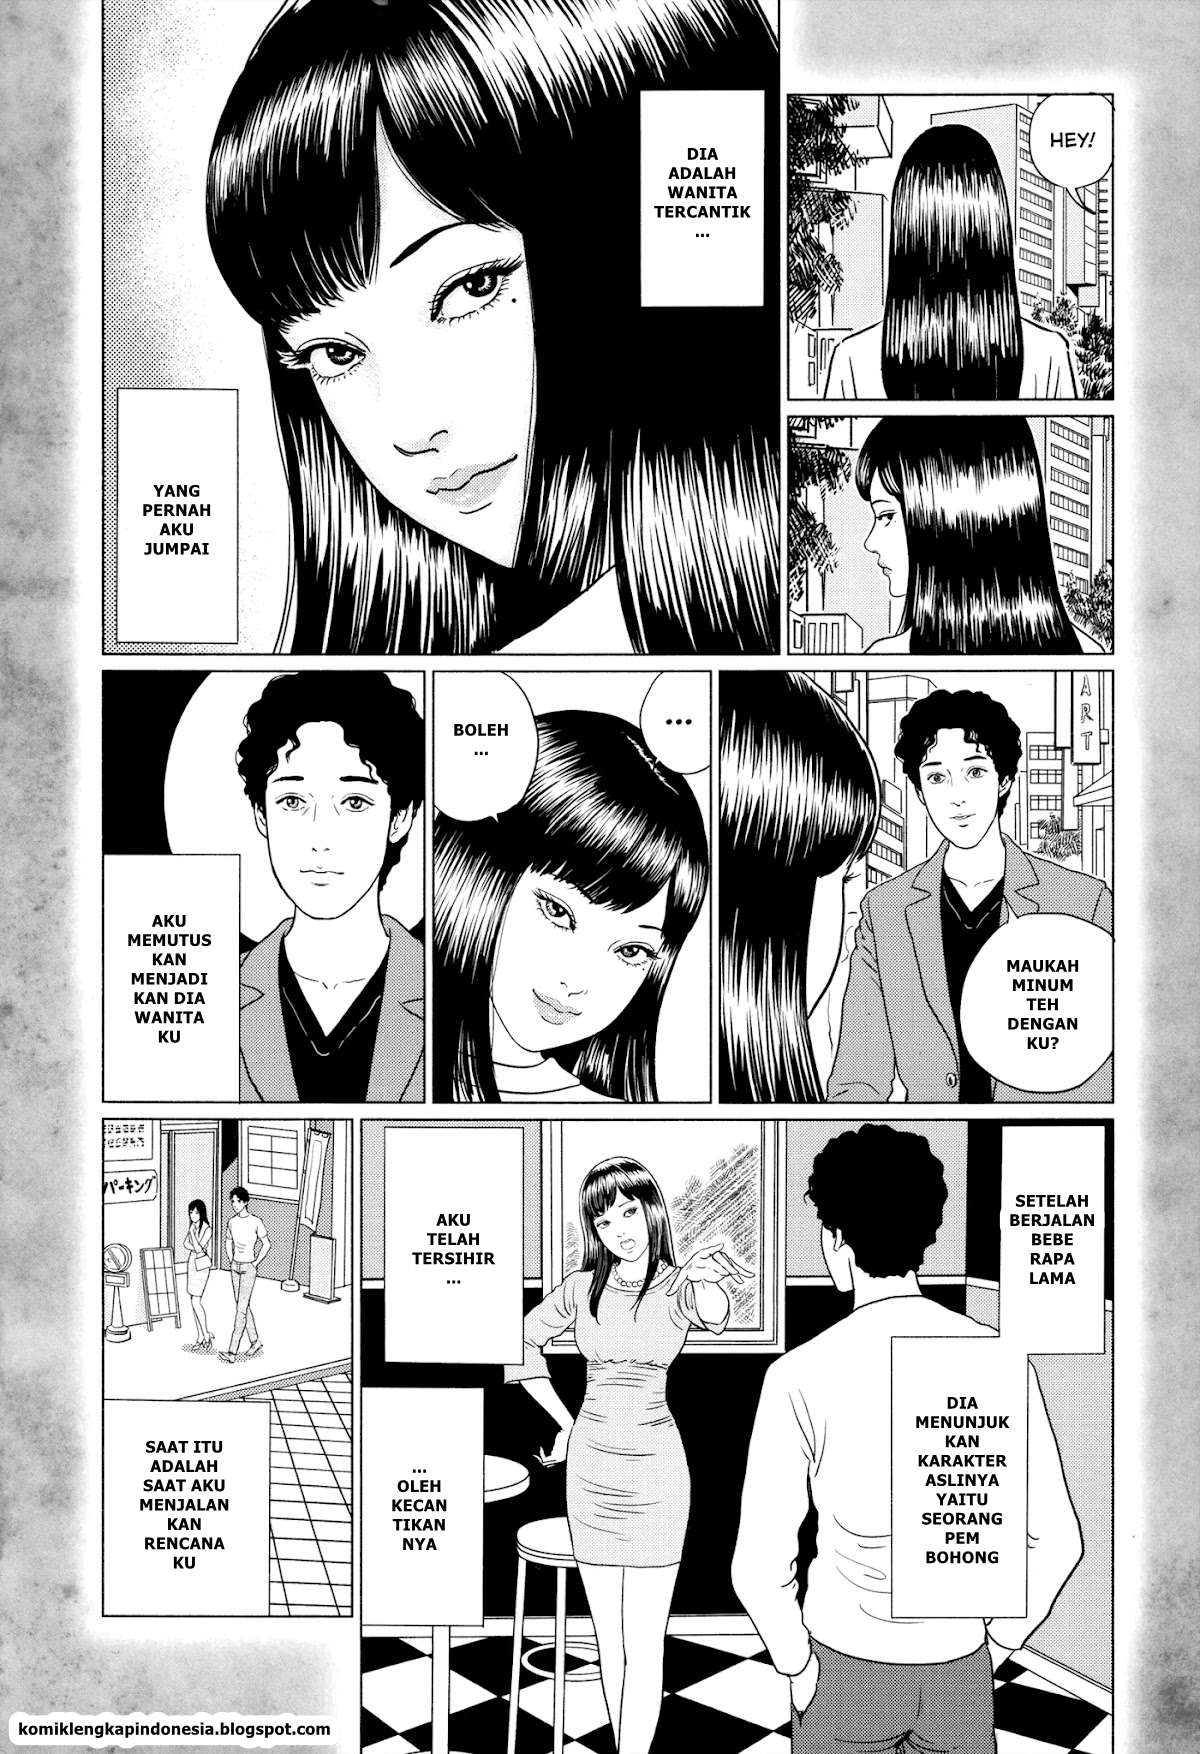 HEY!
DIA
ADALAH
WANITA
TERCANTIK
...
YANG
PERNAH
AKU
JUMPAI
ART
MAUKAH
MINUM
TEH
DENGAN
KU?
...
BOLEH
...
AKU
MEMUTUS
KAN
MENJADI
KAN DIA
WANITA
KU
SETELAH
BERJALAN
BEBE
RAPA
LAMA
DIA
MENUNJUK
KAN
KARAKTER
ASLINYA
YAITU
SEORANG
PEM
BOHONG
AKU
TELAH
TERSIHIR
...
...
OLEH
KECAN
TIKAN
NYA
パーキング
SAAT ITU
ADALAH
SAAT AKU
MENJALAN
KAN
RENCANA
KU
komiklengkapindonesia.blogspot.com